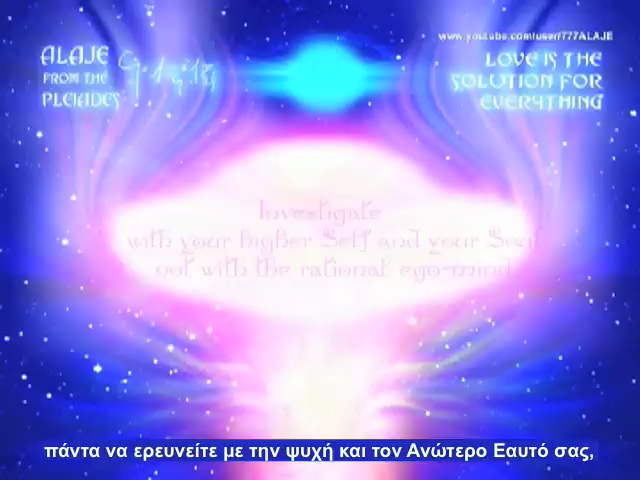 www.youtube.com/user/777ALAJE
ALAJE
FROM THE
PLEIADES
LOVE IS THE
SOLUTION FOR
EVERYTHING
Investigate
with your higher Self and your Soul
not with the rational ego-mind
πάντα να ερευνείτε με την ψυχή και τον Ανώτερο Εαυτό σας,